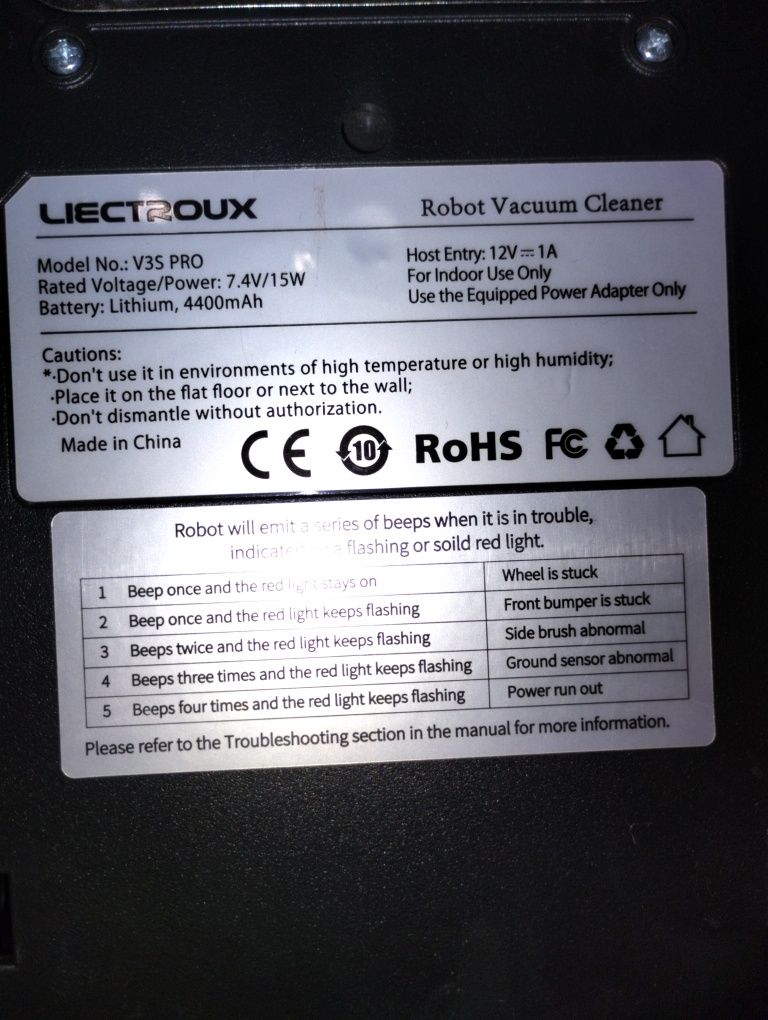 LIECTROUX Robot Vacuum Cleaner
Model No.: V3S PRO
Rated Voltage/Power: 7.4V/15W
Battery: Lithium, 4400mAh
Host Entry: 12V⎓1A
For Indoor Use Only
Use the Equipped Power Adapter Only
Cautions:
*·Don't use it in environments of high temperature or high humidity;
·Place it on the flat floor or next to the wall;
·Don't dismantle without authorization.
Made in China CE 10 RoHS FC
Robot will emit a series of beeps when it is in trouble,
indicated a flashing or soild red light.
1 Beep once and the red light stays on Wheel is stuck
2 Beep once and the red light keeps flashing Front bumper is stuck
3 Beeps twice and the red light keeps flashing Side brush abnormal
4 Beeps three times and the red light keeps flashing Ground sensor abnormal
5 Beeps four times and the red light keeps flashing Power run out
Please refer to the Troubleshooting section in the manual for more information.